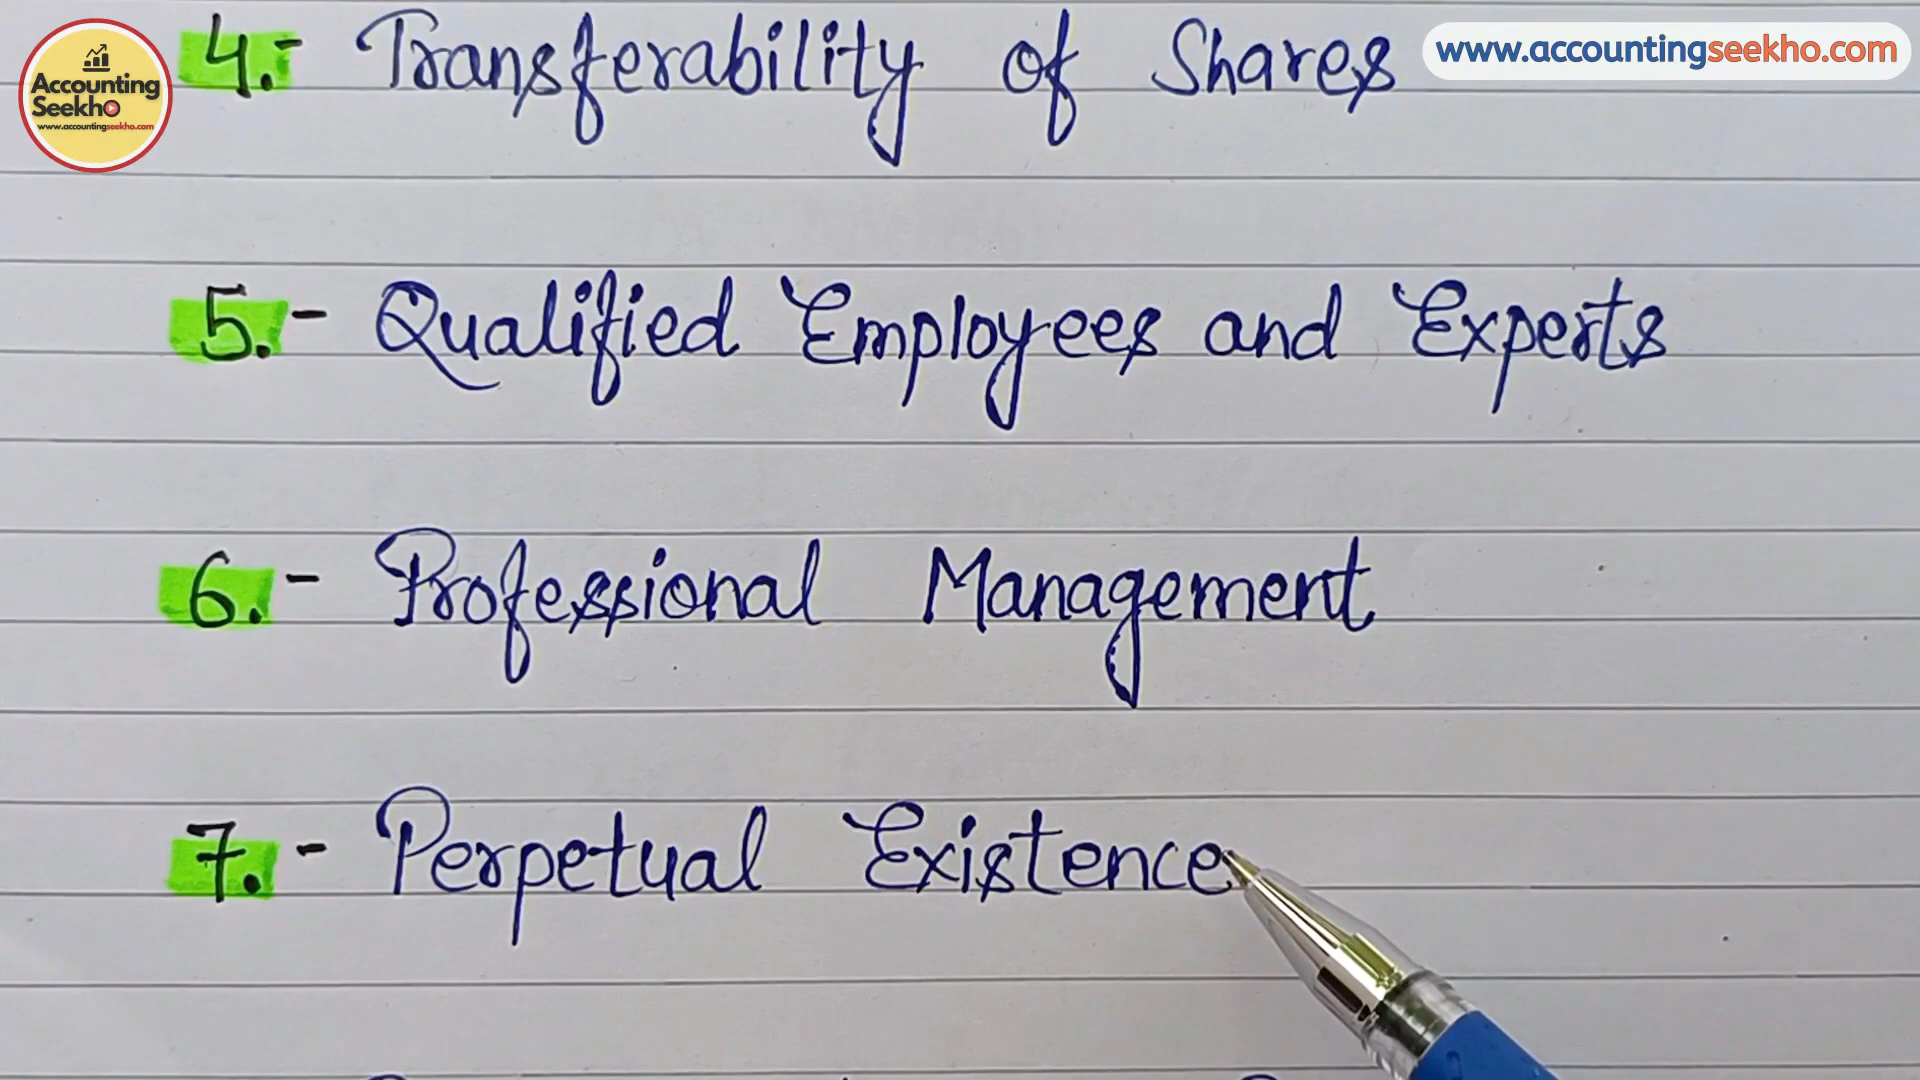 Accounting
Seekho
www.accountingseekho.com
www.accountingseekho.com
4.- Transferability of Shares
5.- Qualified Employees and Experts
6.- Professional Management
7.- Perpetual Existence